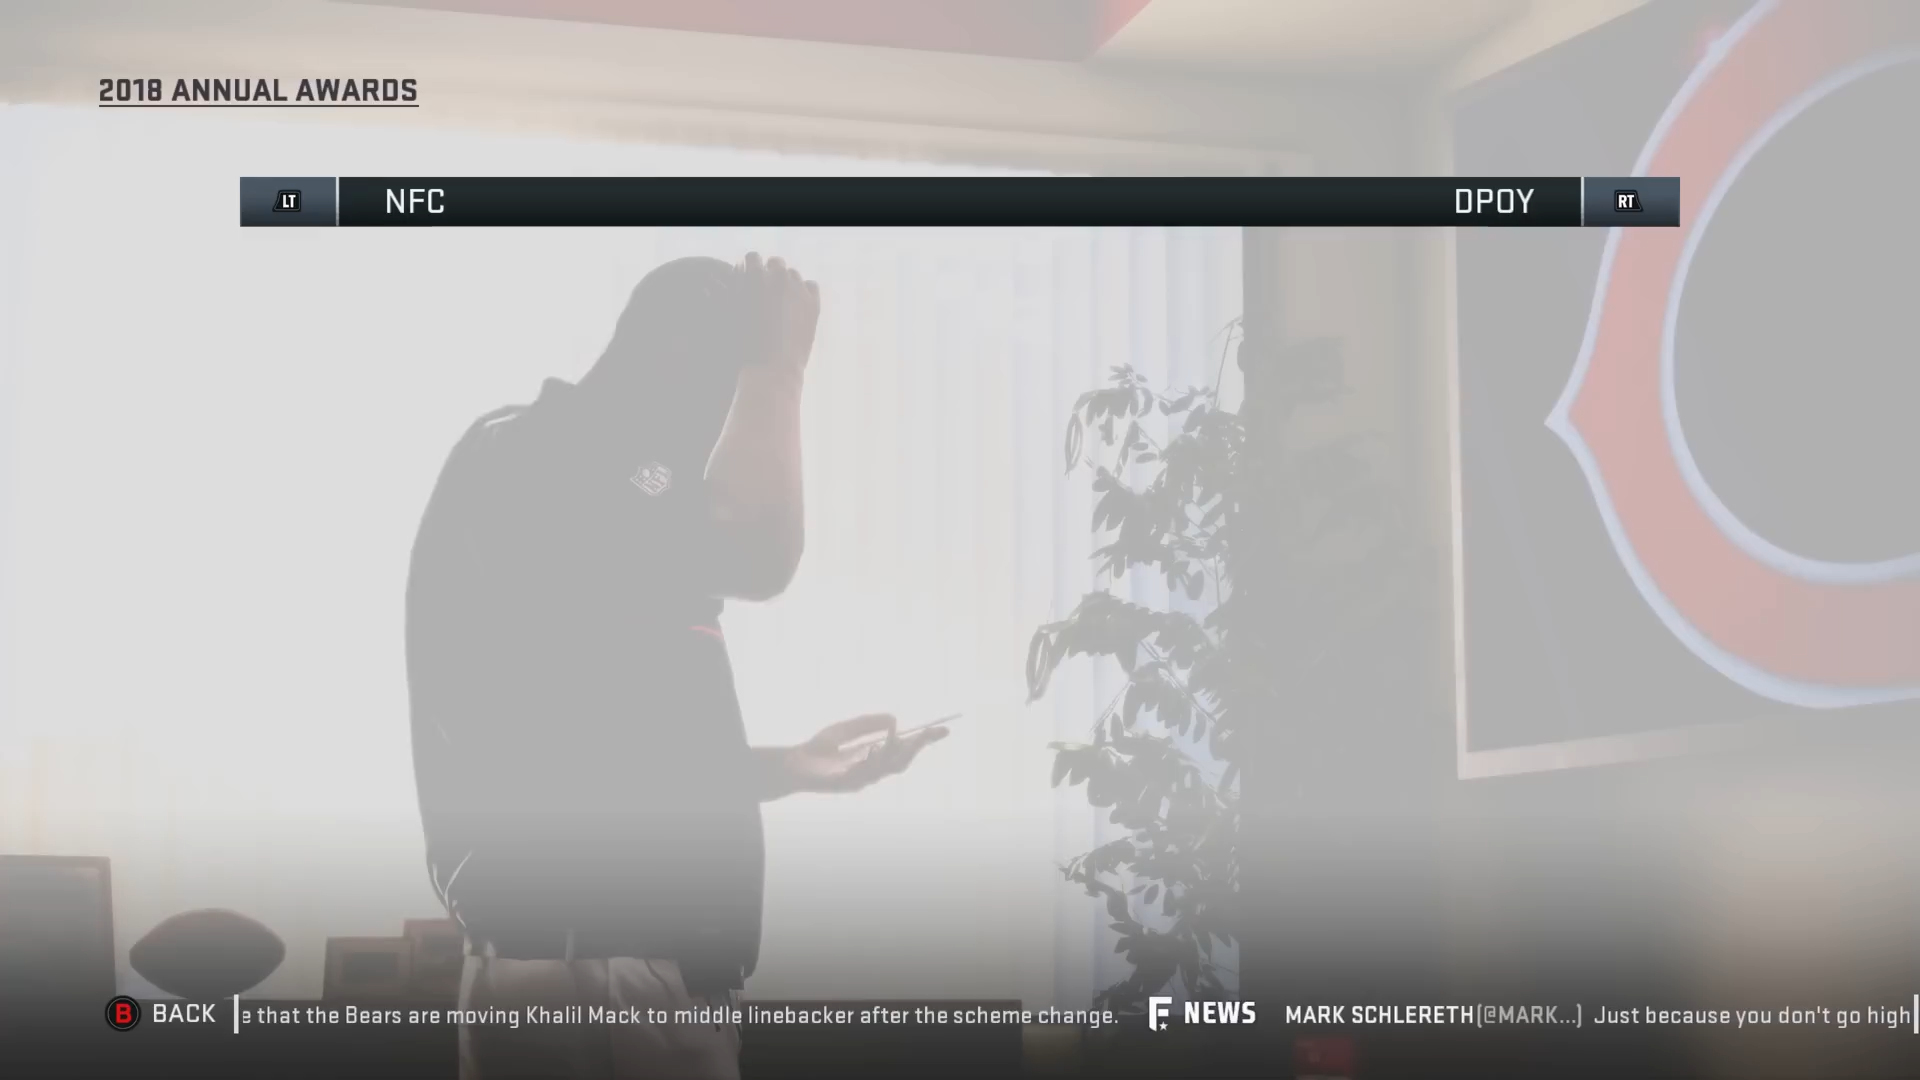 2018 ANNUAL AWARDS
LT NFC DPOY RT
B BACK e that the Bears are moving Khalil Mack to middle linebacker after the scheme change. F NEWS MARK SCHLERETH(@MARK...) Just because you don't go high